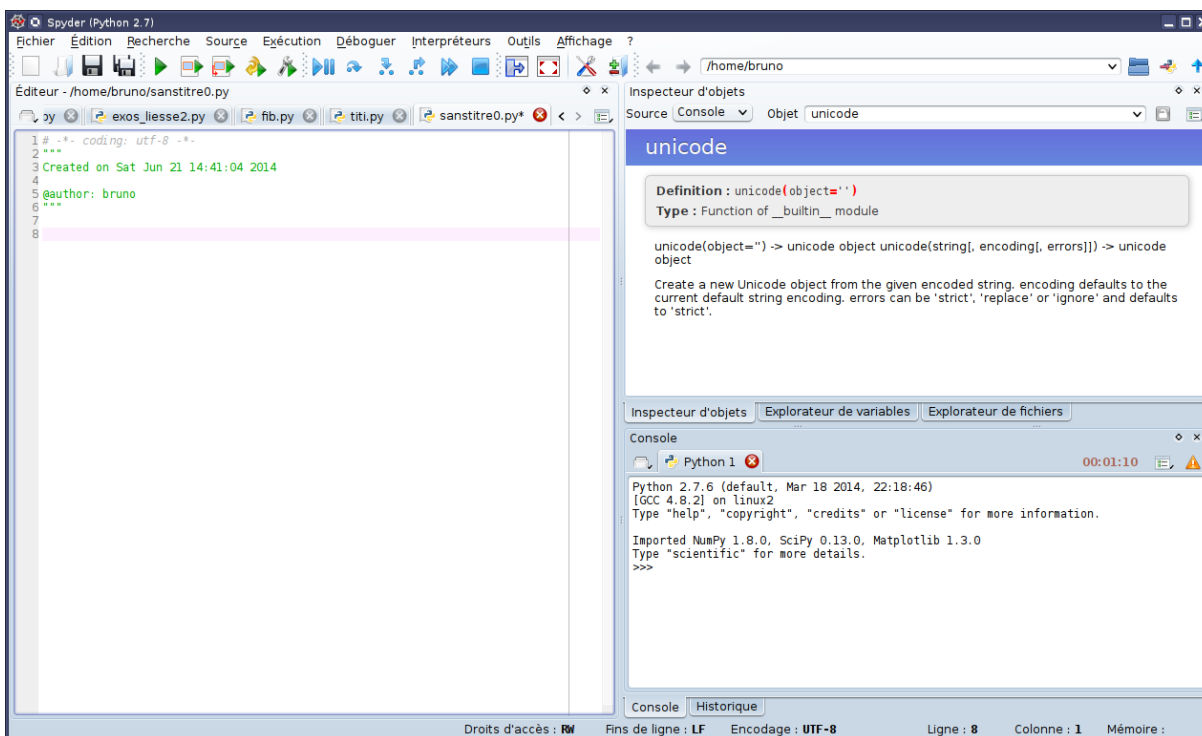 Spyder (Python 2.7)
Fichier Édition Recherche Source Exécution Déboguer Interpréteurs Outils Affichage ?
/home/bruno
Éditeur - /home/bruno/sanstitre0.py
py exos_liesse2.py fib.py titi.py sanstitre0.py*
1 # -*- coding: utf-8 -*-
2 """
3 Created on Sat Jun 21 14:41:04 2014
4
5 @author: bruno
6 """
7
8
Inspecteur d'objets
Source Console Objet unicode
unicode
Definition : unicode(object='')
Type : Function of __builtin__ module
unicode(object='') -> unicode object unicode(string[, encoding[, errors]]) -> unicode
object
Create a new Unicode object from the given encoded string. encoding defaults to the
current default string encoding. errors can be 'strict', 'replace' or 'ignore' and defaults
to 'strict'.
Inspecteur d'objets Explorateur de variables Explorateur de fichiers
Console
Python 1 00:01:10
Python 2.7.6 (default, Mar 18 2014, 22:18:46)
[GCC 4.8.2] on linux2
Type "help", "copyright", "credits" or "license" for more information.
Imported NumPy 1.8.0, SciPy 0.13.0, Matplotlib 1.3.0
Type "scientific" for more details.
>>>
Console Historique
Droits d'accès : RW Fins de ligne : LF Encodage : UTF-8 Ligne : 8 Colonne : 1 Mémoire :